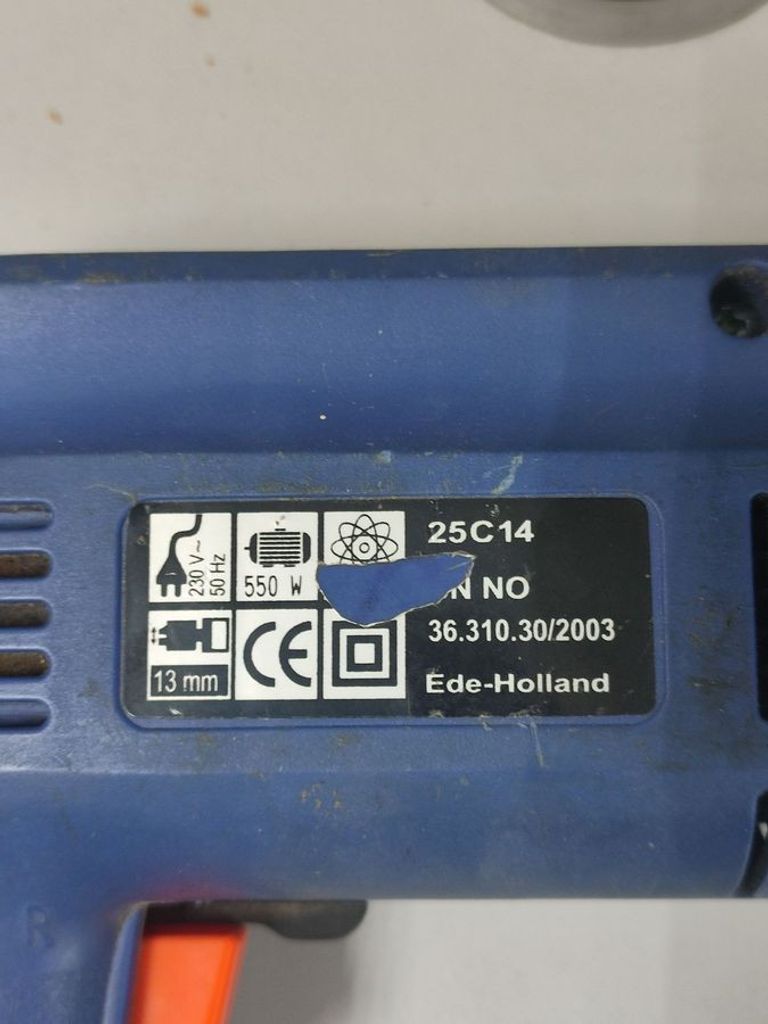 230 V~
50 Hz
550 W
13 mm
CE
25C14
N NO
36.310.30/2003
Ede-Holland
R